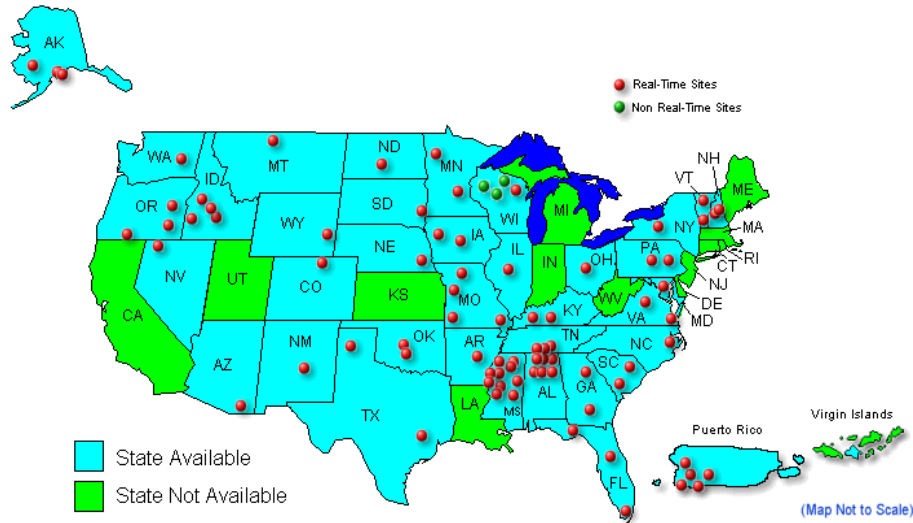 AK
Real-Time Sites
Non Real-Time Sites
NH
VT
WA
MT
ND
MN
ME
ID
OR
SD
WI
MI
NY
MA
WY
IA
PA
RI
NE
IL
OH
CT
NV
IN
NJ
UT
CO
KS
MO
WV
DE
CA
KY
VA
MD
OK
TN
NC
AZ
NM
AR
SC
AL
GA
LA
MS
TX
Virgin Islands
Puerto Rico
State Available
FL
State Not Available
(Map Not to Scale)